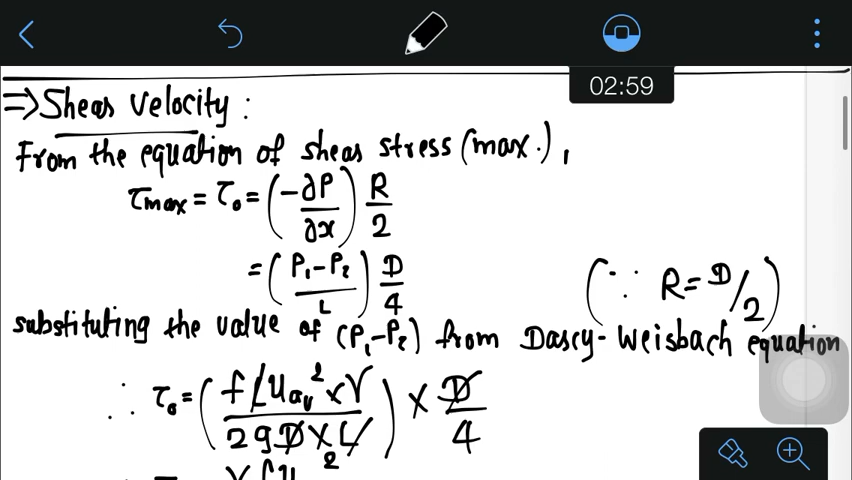 02:59
⇒ Shear Velocity :
From the equation of shear stress (max.),
τmax = τ₀ = (-∂P/∂x) R/2
= (P₁-P₂/L) D/4 (∵ R = D/2)
substituting the value of (P₁-P₂) from Darcy-Weisbach equation
∴ τ₀ = (f L Uav² × γ / 2gD × L) × D/4